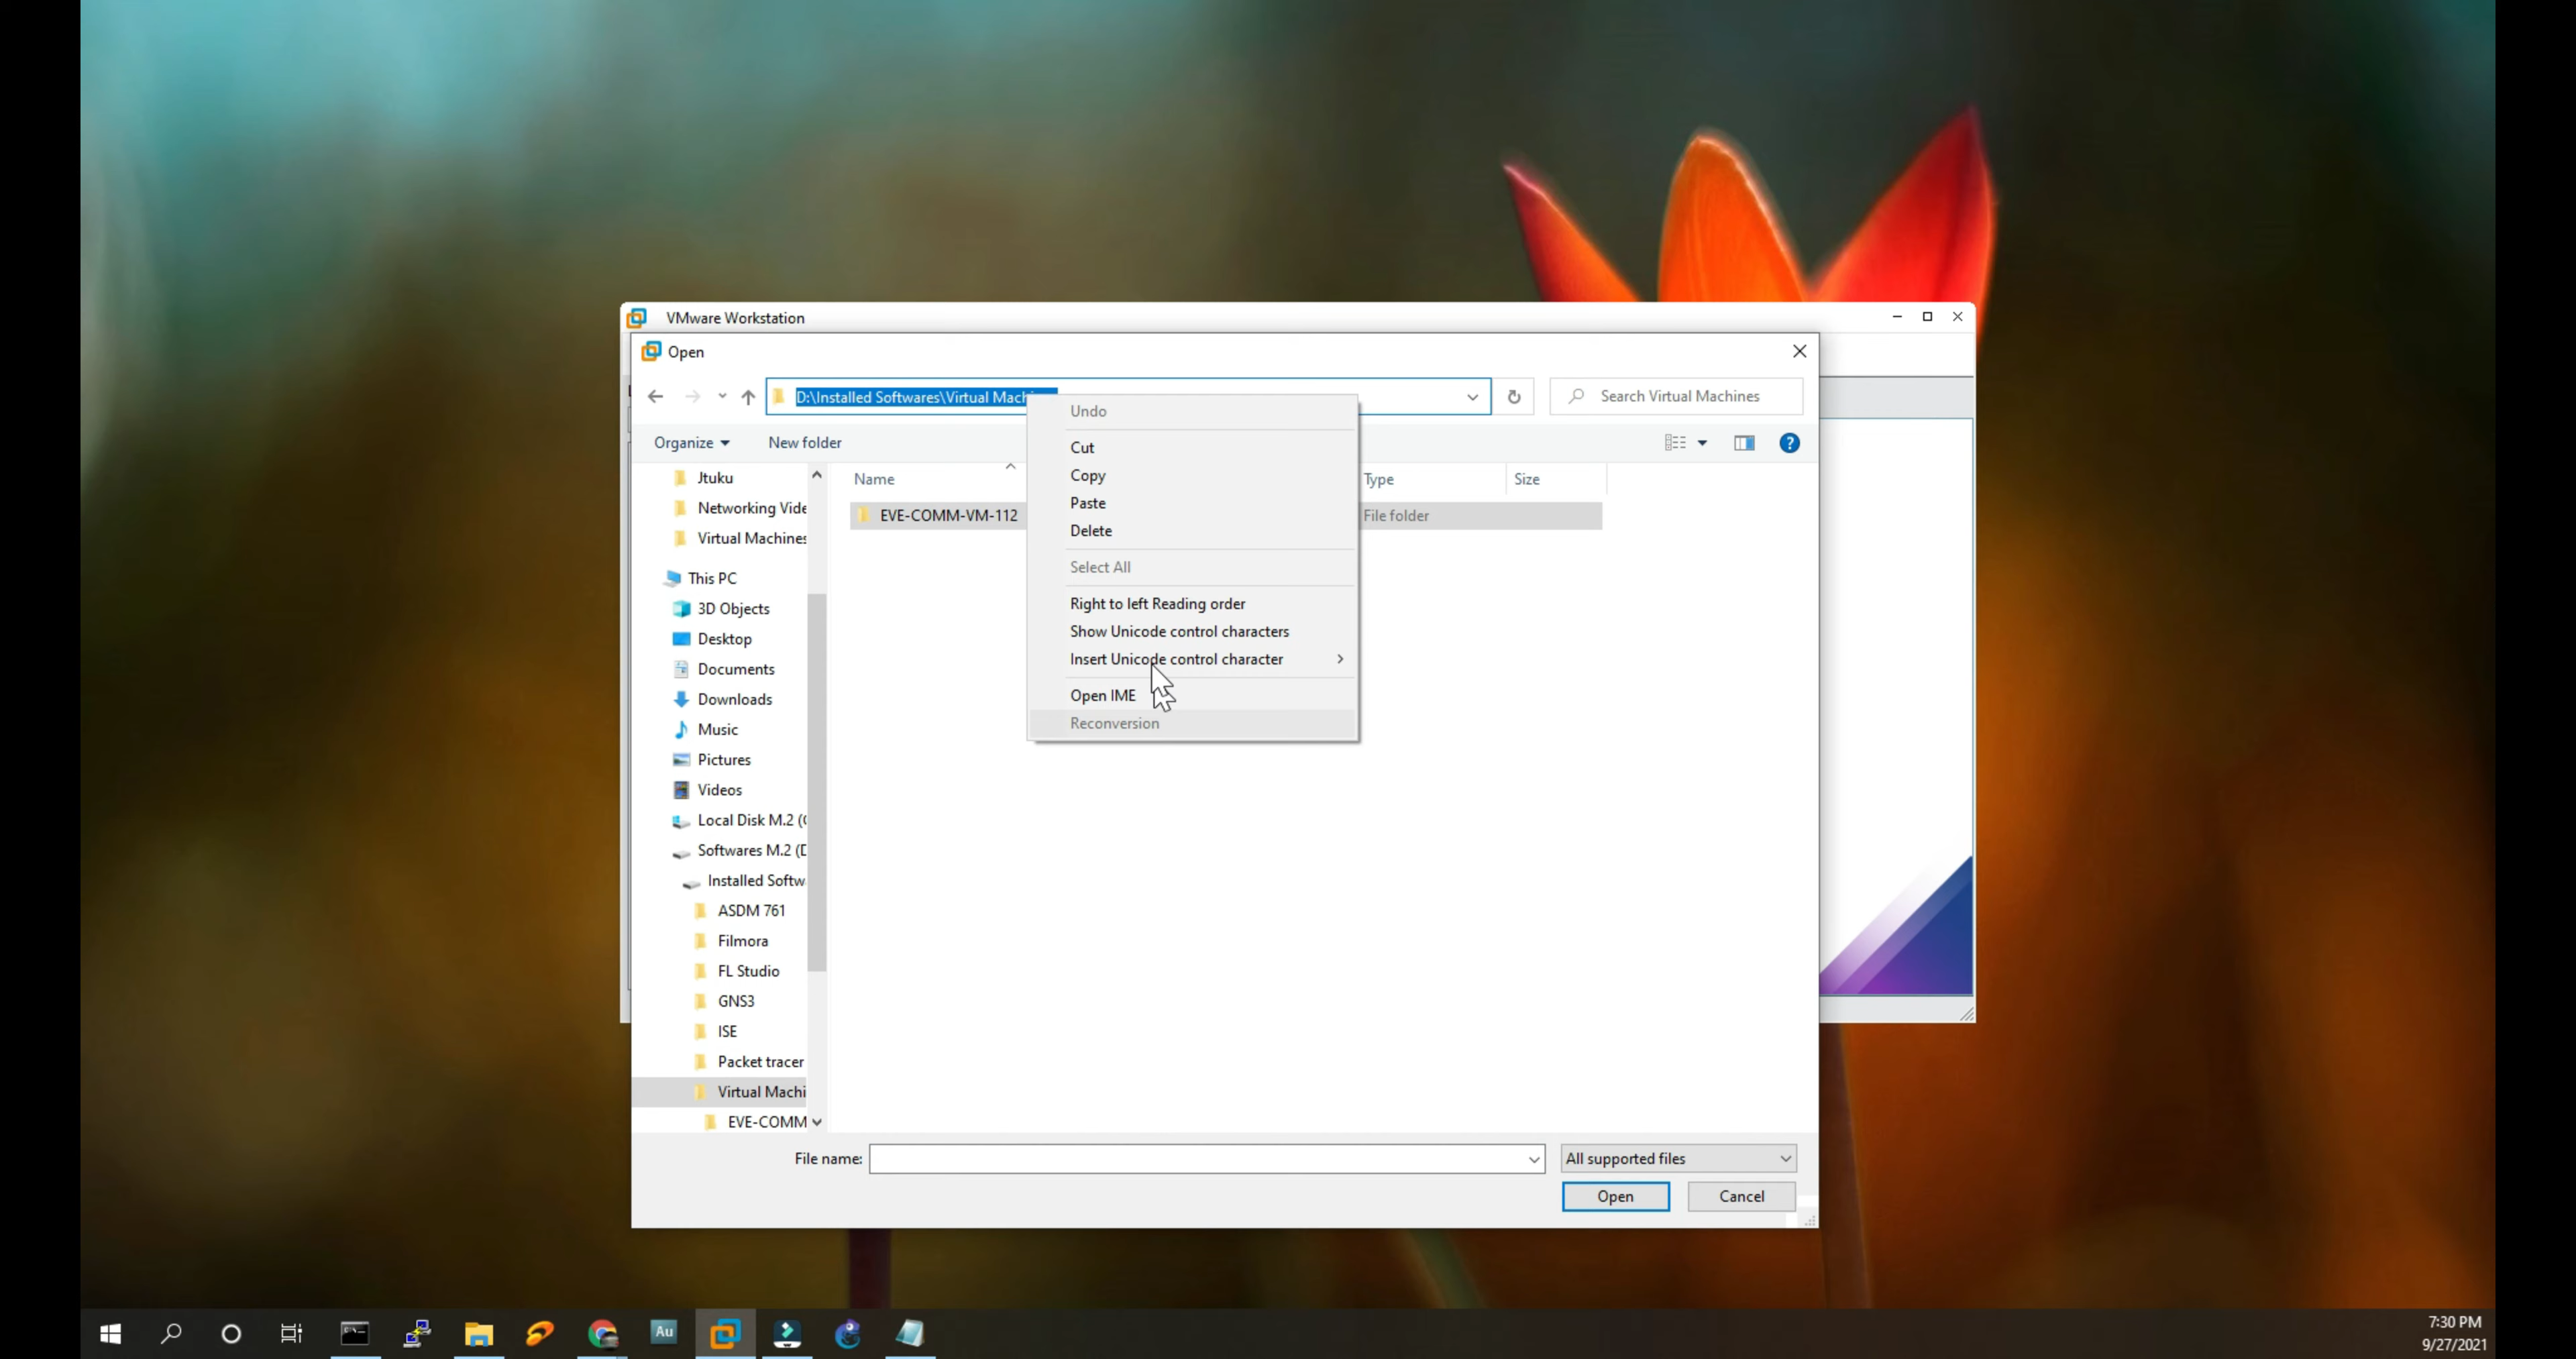 VMware Workstation
Open
D:\Installed Softwares\Virtual Mach
Search Virtual Machines
Organize
New folder
Undo
Cut
Copy
Paste
Delete
Select All
Right to left Reading order
Show Unicode control characters
Insert Unicode control character
Open IME
Reconversion
Name
Type
Size
EVE-COMM-VM-112
File folder
Jtuku
Networking Vide
Virtual Machines
This PC
3D Objects
Desktop
Documents
Downloads
Music
Pictures
Videos
Local Disk M.2 (
Softwares M.2 (D
Installed Softw
ASDM 761
Filmora
FL Studio
GNS3
ISE
Packet tracer
Virtual Machi
EVE-COMM
File name:
All supported files
Open
Cancel
Au
7:30 PM
9/27/2021